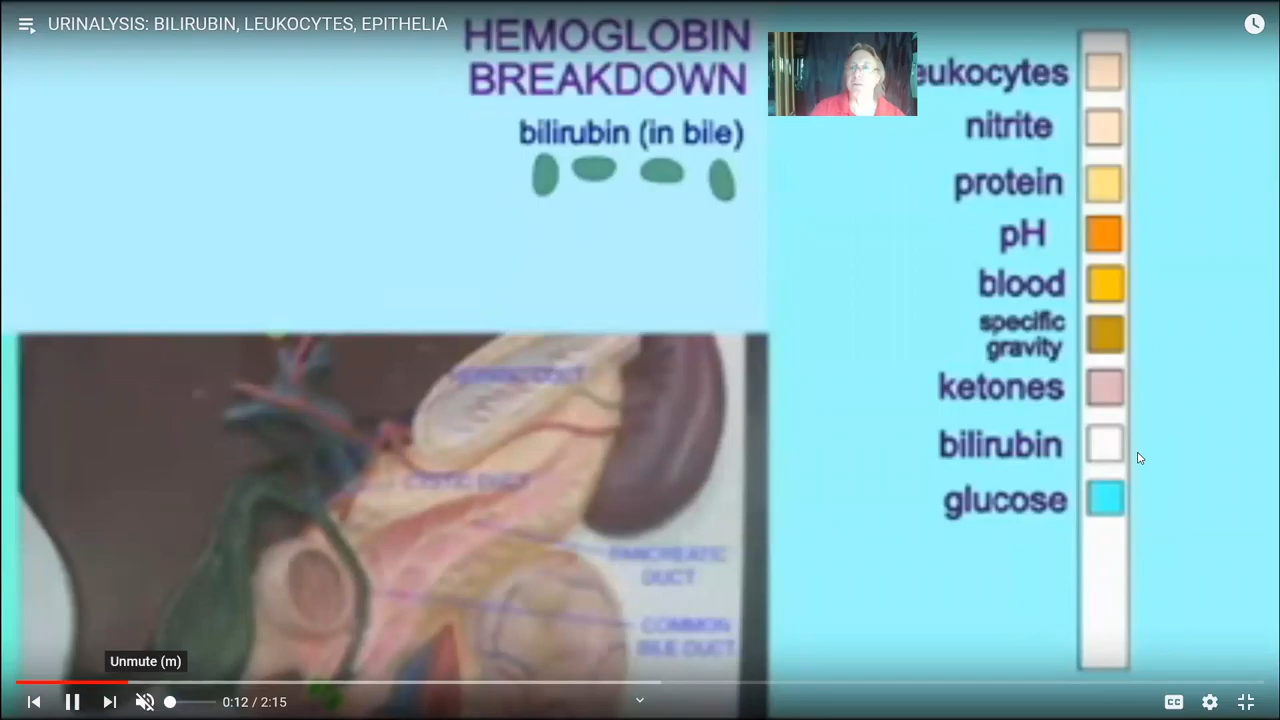 URINALYSIS: BILIRUBIN, LEUKOCYTES, EPITHELIA
HEMOGLOBIN
BREAKDOWN
bilirubin (in bile)
eukocytes
nitrite
protein
pH
blood
specific
gravity
ketones
bilirubin
glucose
CYSTIC DUCT
PANCREATIC
DUCT
COMMON
BILE DUCT
Unmute (m)
0:12 / 2:15
CC